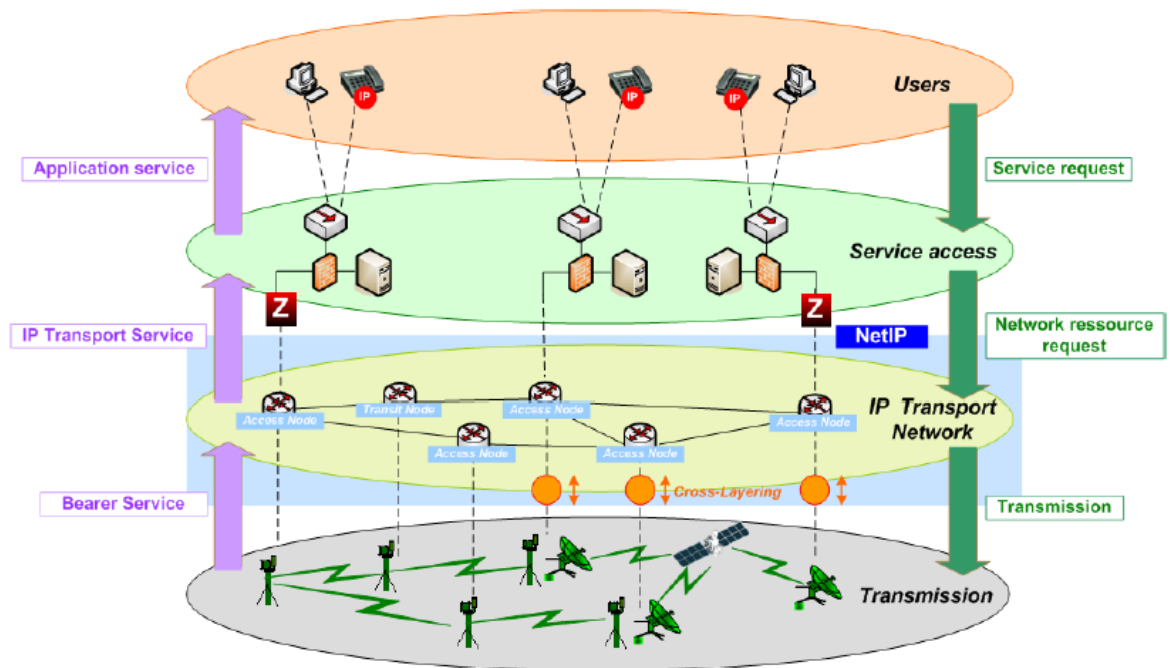 IP
IP
IP
Users
Application service
Service request
Service access
Z
Z
IP Transport Service
NetIP
Network ressource
request
Access Node
Transit Node
Access Node
Access Node
Access Node
Access Node
IP Transport
Network
Bearer Service
Cross-Layering
Transmission
Transmission